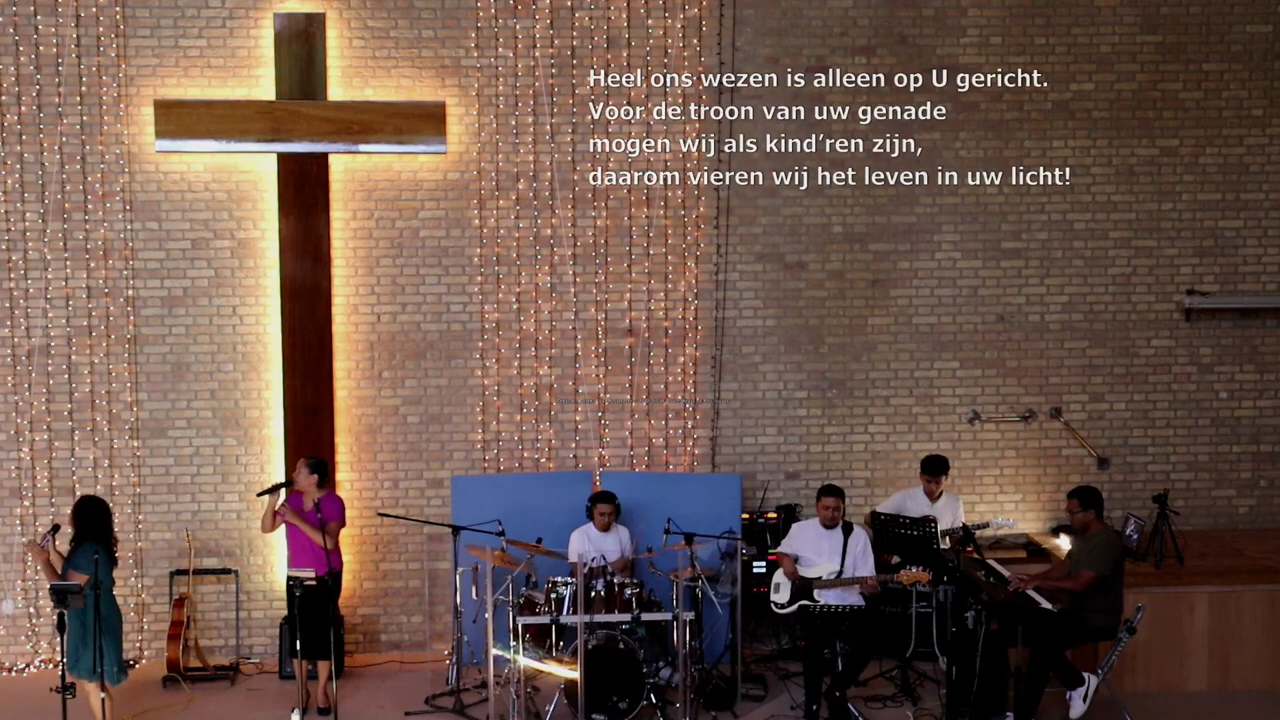 Heel ons wezen is alleen op U gericht.
Voor de troon van uw genade
mogen wij als kind’ren zijn,
daarom vieren wij het leven in uw licht!